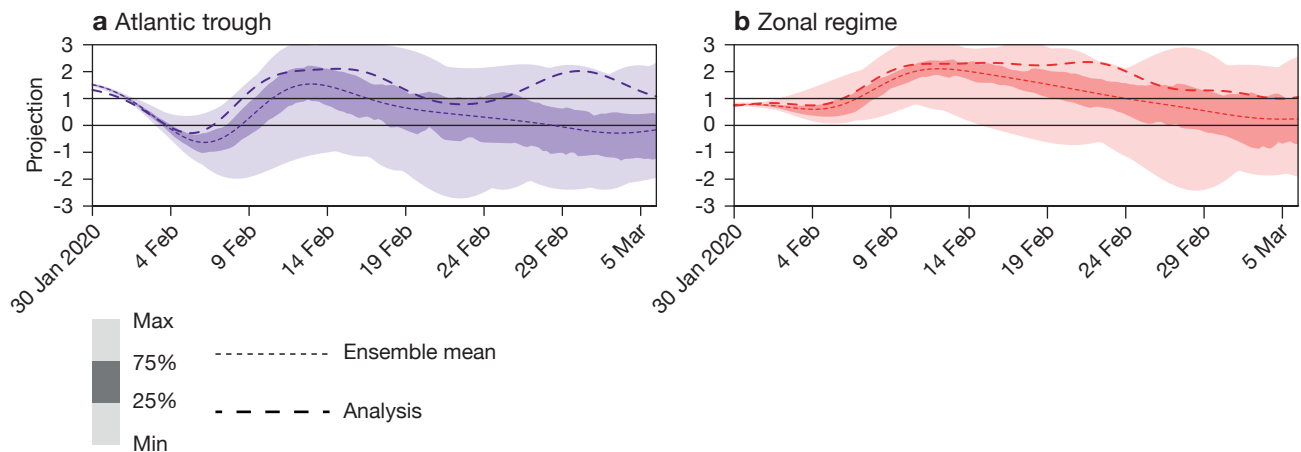 a Atlantic trough
3
2
1
0
-1
-2
-3
Projection
30 Jan 2020
4 Feb
9 Feb
14 Feb
19 Feb
24 Feb
29 Feb
5 Mar
b Zonal regime
3
2
1
0
-1
-2
-3
30 Jan 2020
4 Feb
9 Feb
14 Feb
19 Feb
24 Feb
29 Feb
5 Mar
Max
75%
25%
Min
Ensemble mean
Analysis